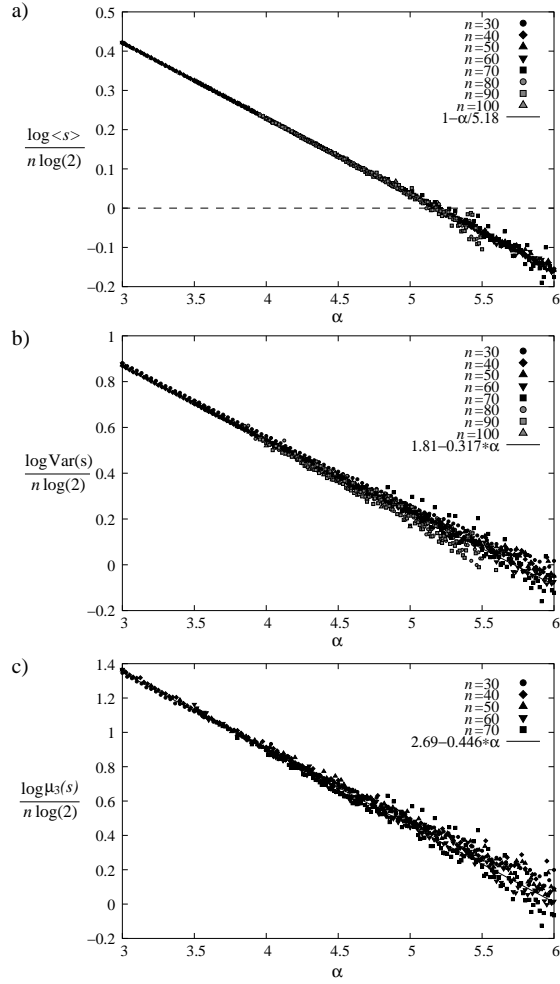 a)
0.5
0.4
0.3
0.2
0.1
0
−0.1
−0.2
log<s>
n log(2)
n=30
n=40
n=50
n=60
n=70
n=80
n=90
n=100
1−α/5.18
3 3.5 4 4.5 5 5.5 6
α
b)
1
0.8
0.6
0.4
0.2
0
−0.2
logVar(s)
n log(2)
n=30
n=40
n=50
n=60
n=70
n=80
n=90
n=100
1.81−0.317*α
3 3.5 4 4.5 5 5.5 6
α
c)
1.4
1.2
1
0.8
0.6
0.4
0.2
0
−0.2
logμ₃(s)
n log(2)
n=30
n=40
n=50
n=60
n=70
2.69−0.446*α
3 3.5 4 4.5 5 5.5 6
α